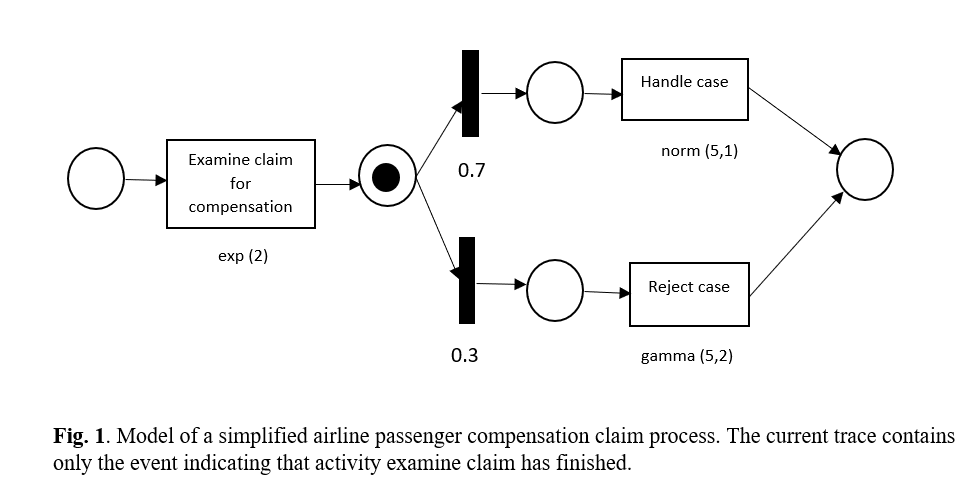 Examine claim
for
compensation
exp (2)
0.7
0.3
Handle case
norm (5,1)
Reject case
gamma (5,2)
Fig. 1. Model of a simplified airline passenger compensation claim process. The current trace contains
only the event indicating that activity examine claim has finished.